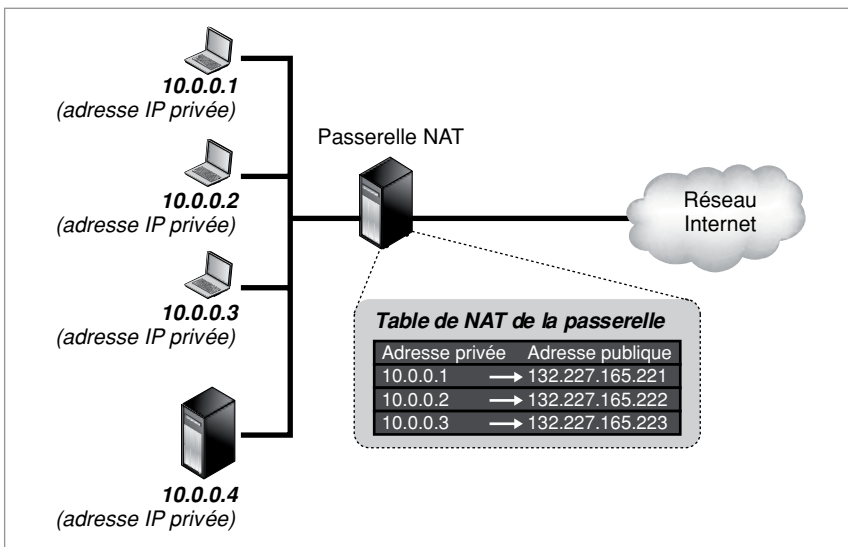 10.0.0.1
(adresse IP privée)
Passerelle NAT
10.0.0.2
(adresse IP privée)
Réseau
Internet
10.0.0.3
(adresse IP privée)
Table de NAT de la passerelle
Adresse privée Adresse publique
10.0.0.1 → 132.227.165.221
10.0.0.2 → 132.227.165.222
10.0.0.3 → 132.227.165.223
10.0.0.4
(adresse IP privée)